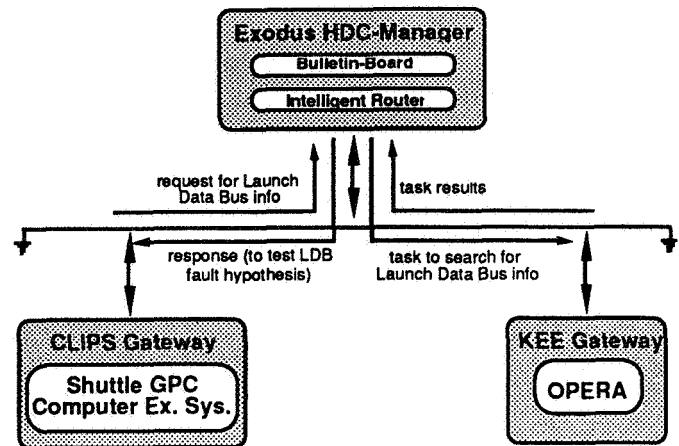 Exodus HDC-Manager
Bulletin-Board
Intelligent Router
request for Launch
Data Bus info
task results
response (to test LDB
fault hypothesis)
task to search for
Launch Data Bus info
CLIPS Gateway
Shuttle GPC
Computer Ex. Sys.
KEE Gateway
OPERA